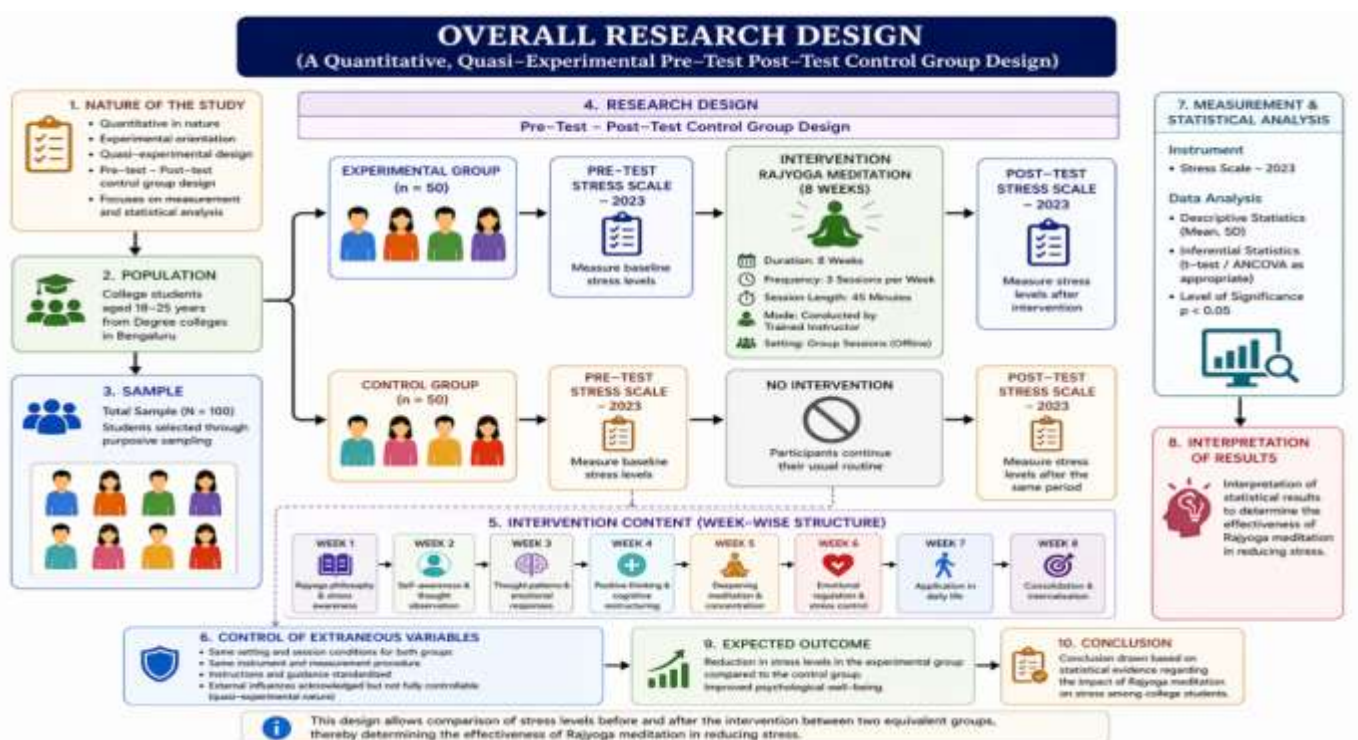 OVERALL RESEARCH DESIGN
(A Quantitative, Quasi-Experimental Pre-Test Post-Test Control Group Design)
1. NATURE OF THE STUDY
• Quantitative in nature
• Experimental orientation
• Quasi-experimental design
• Pre-test - Post-test
control group design
• Focuses on measurement
and statistical analysis
2. POPULATION
College students
aged 18-25 years
from Degree colleges
in Bengaluru
3. SAMPLE
Total Sample (N = 100)
Students selected through
purposive sampling
4. RESEARCH DESIGN
Pre-Test - Post-Test Control Group Design
EXPERIMENTAL GROUP
(n = 50)
PRE-TEST
STRESS SCALE
- 2023
Measure baseline
stress levels
INTERVENTION
RAJYOGA MEDITATION
(8 WEEKS)
Duration: 8 Weeks
Frequency: 3 Sessions per Week
Session Length: 45 Minutes
Mode: Conducted by
Trained Instructor
Setting: Group Sessions (Offline)
POST-TEST
STRESS SCALE
- 2023
Measure stress
levels after
intervention
CONTROL GROUP
(n = 50)
PRE-TEST
STRESS SCALE
- 2023
Measure baseline
stress levels
NO INTERVENTION
Participants continue
their usual routine
POST-TEST
STRESS SCALE
- 2023
Measure stress
levels after the
same period
5. INTERVENTION CONTENT (WEEK-WISE STRUCTURE)
WEEK 1
Rajyoga philosophy
& stress
awareness
WEEK 2
Self-awareness &
thought
observation
WEEK 3
Thought patterns &
emotional
responses
WEEK 4
Positive thinking &
cognitive
restructuring
WEEK 5
Deepening
meditation &
concentration
WEEK 6
Emotional
regulation &
stress control
WEEK 7
Application in
daily life
WEEK 8
Consolidation &
internalisation
6. CONTROL OF EXTRANEOUS VARIABLES
• Same setting and session conditions for both groups
• Same instrument and measurement procedure
• Instructions and guidance standardized
• External influences acknowledged but not fully controllable
(quasi-experimental nature)
7. MEASUREMENT &
STATISTICAL ANALYSIS
Instrument
• Stress Scale - 2023
Data Analysis
• Descriptive Statistics
(Mean, SD)
• Inferential Statistics
(t-test / ANCOVA as
appropriate)
• Level of Significance
p < 0.05
8. INTERPRETATION
OF RESULTS
Interpretation of
statistical results
to determine the
effectiveness of
Rajyoga meditation
in reducing stress.
9. EXPECTED OUTCOME
Reduction in stress levels in the experimental group
compared to the control group.
Improved psychological well-being
10. CONCLUSION
Conclusion drawn based on
statistical evidence regarding
the impact of Rajyoga meditation
on stress among college students.
This design allows comparison of stress levels before and after the intervention between two equivalent groups,
thereby determining the effectiveness of Rajyoga meditation in reducing stress.